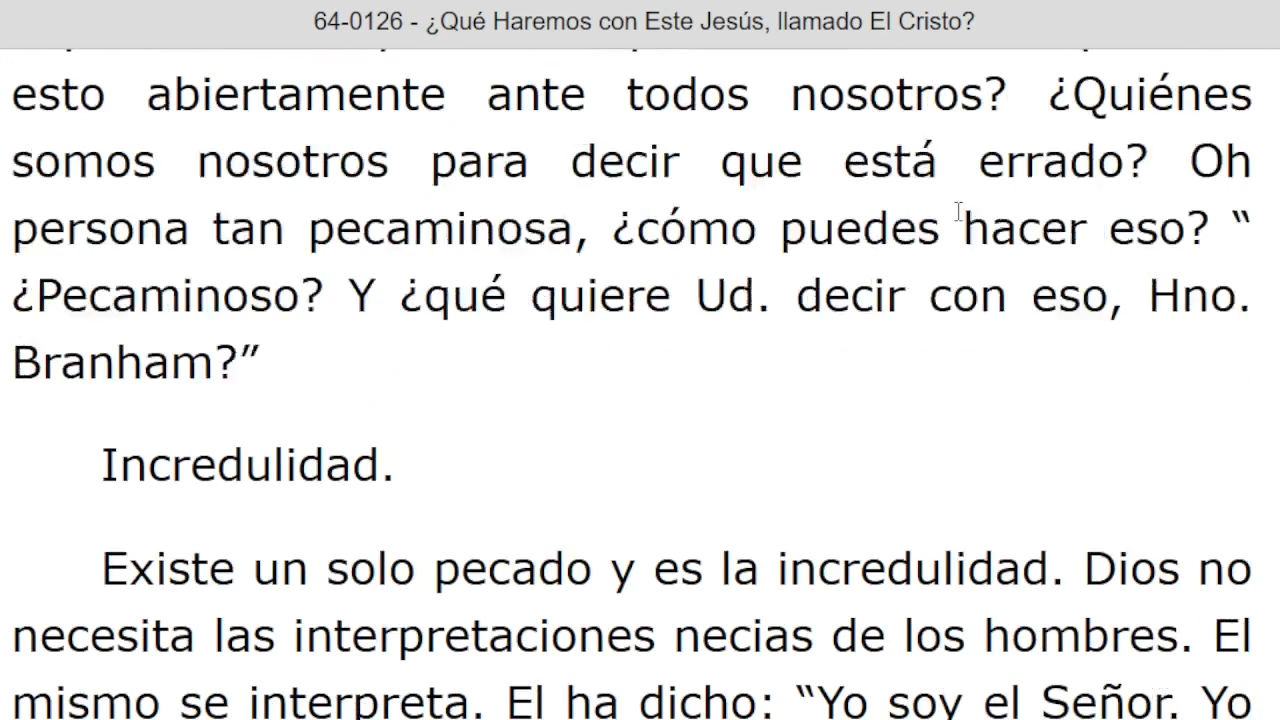 64-0126 - ¿Qué Haremos con Este Jesús, llamado El Cristo?
esto abiertamente ante todos nosotros? ¿Quiénes
somos nosotros para decir que está errado? Oh
persona tan pecaminosa, ¿cómo puedes hacer eso? “
¿Pecaminoso? Y ¿qué quiere Ud. decir con eso, Hno.
Branham?”
Incredulidad.
Existe un solo pecado y es la incredulidad. Dios no
necesita las interpretaciones necias de los hombres. El
mismo se interpreta. El ha dicho: “Yo soy el Señor. Yo